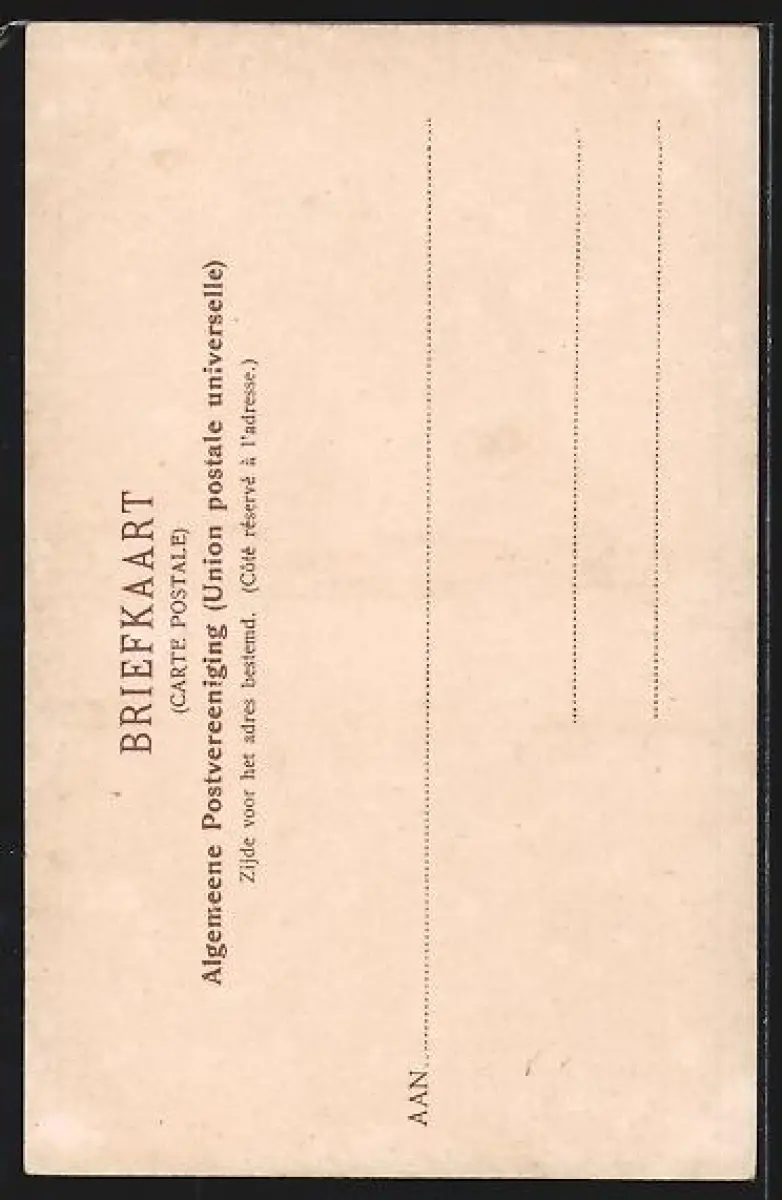 BRIEFKAART
(CARTE POSTALE)
Algemeene Postvereeniging (Union postale universelle)
Zijde voor het adres bestemd. (Côté réservé à l'adresse.)
AAN